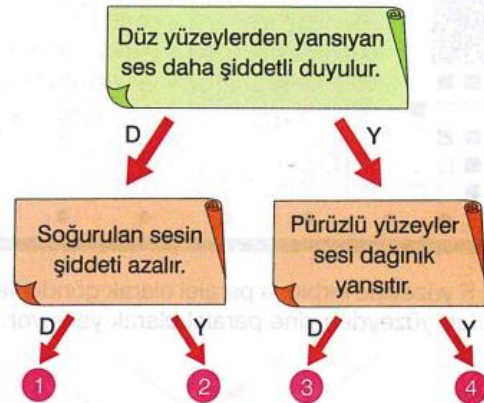 Düz yüzeylerden yansıyan
ses daha şiddetli duyulur.
D
Y
Soğurulan sesin
şiddeti azalır.
Pürüzlü yüzeyler
sesi dağınık
yansıtır.
D
Y
D
Y
1
2
3
4